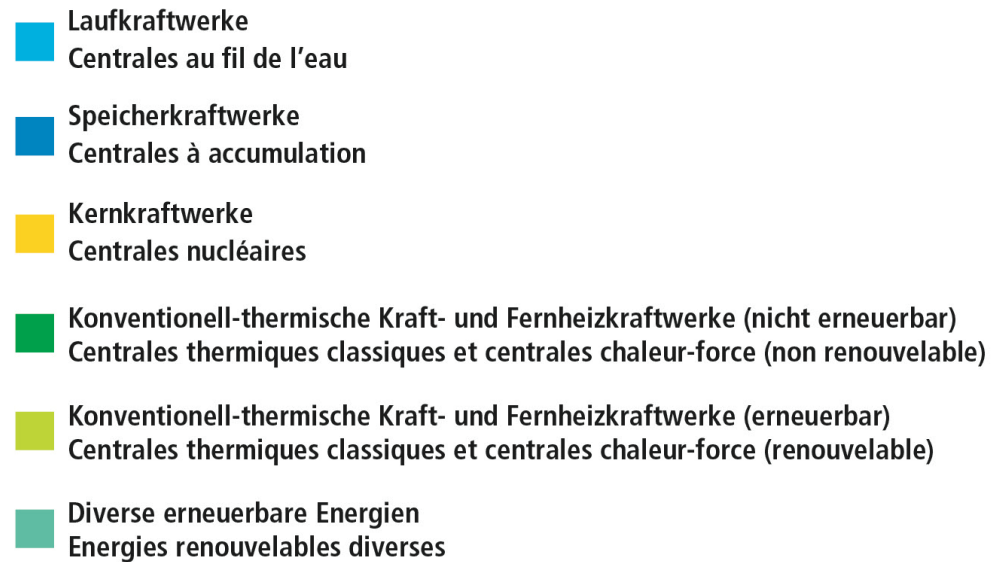 Laufkraftwerke
Centrales au fil de l’eau
Speicherkraftwerke
Centrales à accumulation
Kernkraftwerke
Centrales nucléaires
Konventionell-thermische Kraft- und Fernheizkraftwerke (nicht erneuerbar)
Centrales thermiques classiques et centrales chaleur-force (non renouvelable)
Konventionell-thermische Kraft- und Fernheizkraftwerke (erneuerbar)
Centrales thermiques classiques et centrales chaleur-force (renouvelable)
Diverse erneuerbare Energien
Energies renouvelables diverses